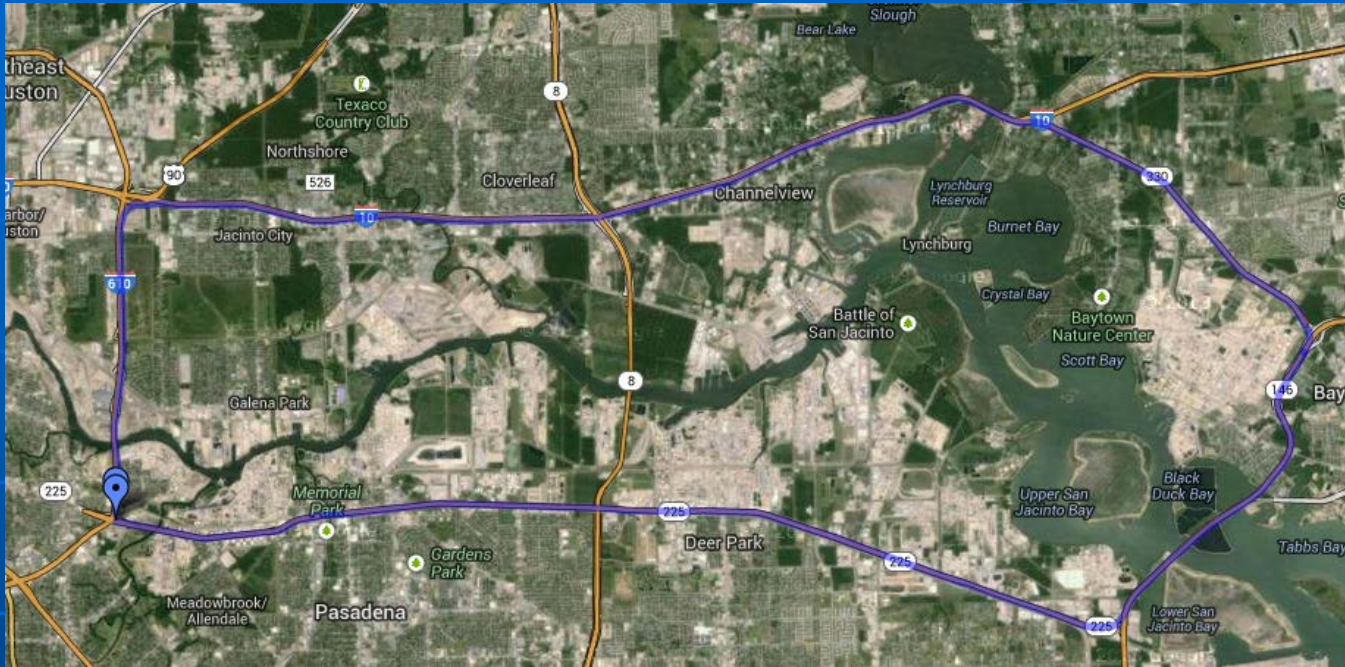 Slough
Bear Lake
theast
uston
8
Texaco
Country Club
10
Northshore
90
526
Cloverleaf
330
Channelview
Lynchburg
Reservoir
arbor/
uston
Jacinto City
10
Burnet Bay
Lynchburg
610
Crystal Bay
Battle of
San Jacinto
Baytown
Nature Center
Scott Bay
8
146
Bay
Galena Park
225
Memorial
Park
Upper San
Jacinto Bay
Black
Duck Bay
225
Deer Park
Tabbs Bay
Gardens
Park
225
Meadowbrook/
Allendale
Pasadena
225
Lower San
Jacinto Bay